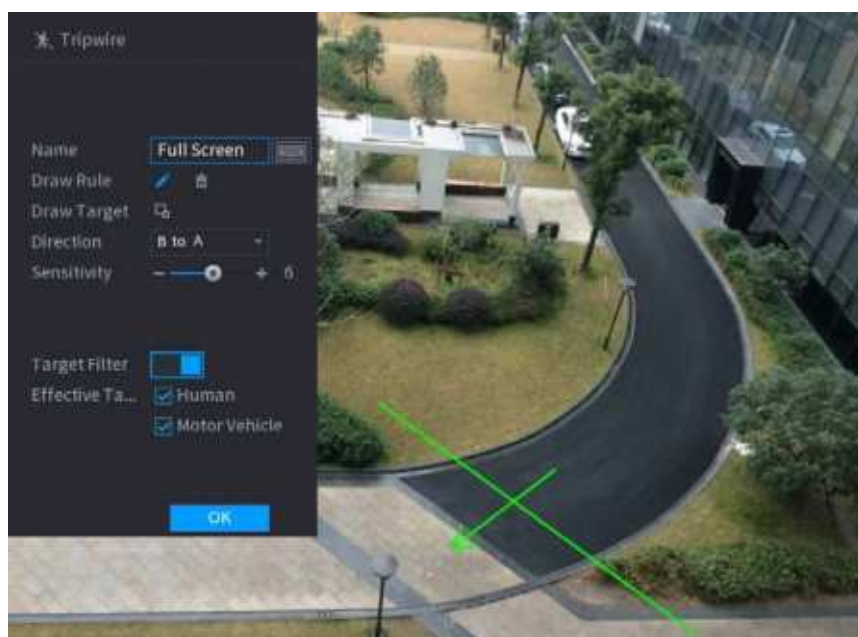 Tripwire
Name Full Screen
Draw Rule
Draw Target
Direction B to A
Sensitivity - + 6
Target Filter
Effective Ta... Human
Motor Vehicle
OK